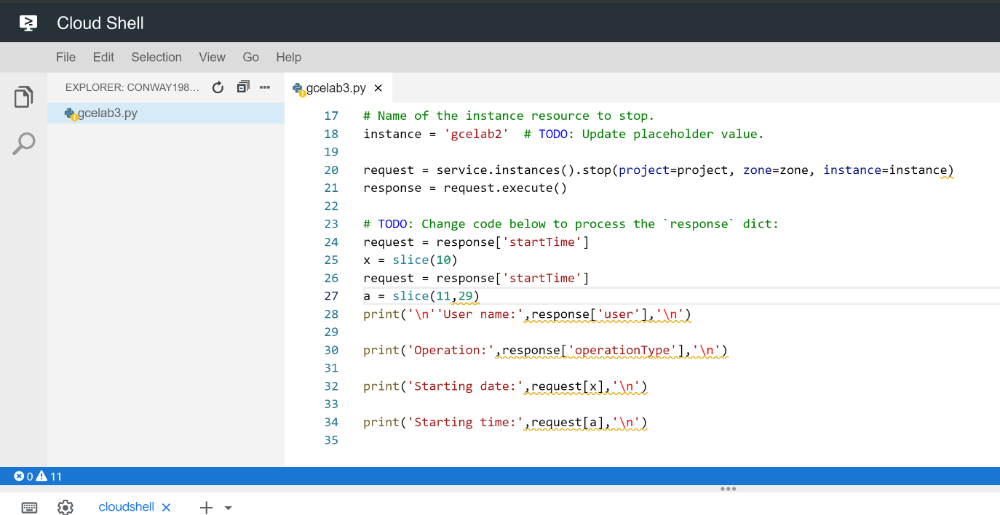 Cloud Shell
File Edit Selection View Go Help
EXPLORER: CONWAY198...
gcelab3.py
gcelab3.py
17 # Name of the instance resource to stop.
18 instance = 'gcelab2'  # TODO: Update placeholder value.
19
20 request = service.instances().stop(project=project, zone=zone, instance=instance)
21 response = request.execute()
22
23 # TODO: Change code below to process the `response` dict:
24 request = response['startTime']
25 x = slice(10)
26 request = response['startTime']
27 a = slice(11,29)
28 print('\n''User name:',response['user'],'\n')
29
30 print('Operation:',response['operationType'],'\n')
31
32 print('Starting date:',request[x],'\n')
33
34 print('Starting time:',request[a],'\n')
35
0 11
cloudshell